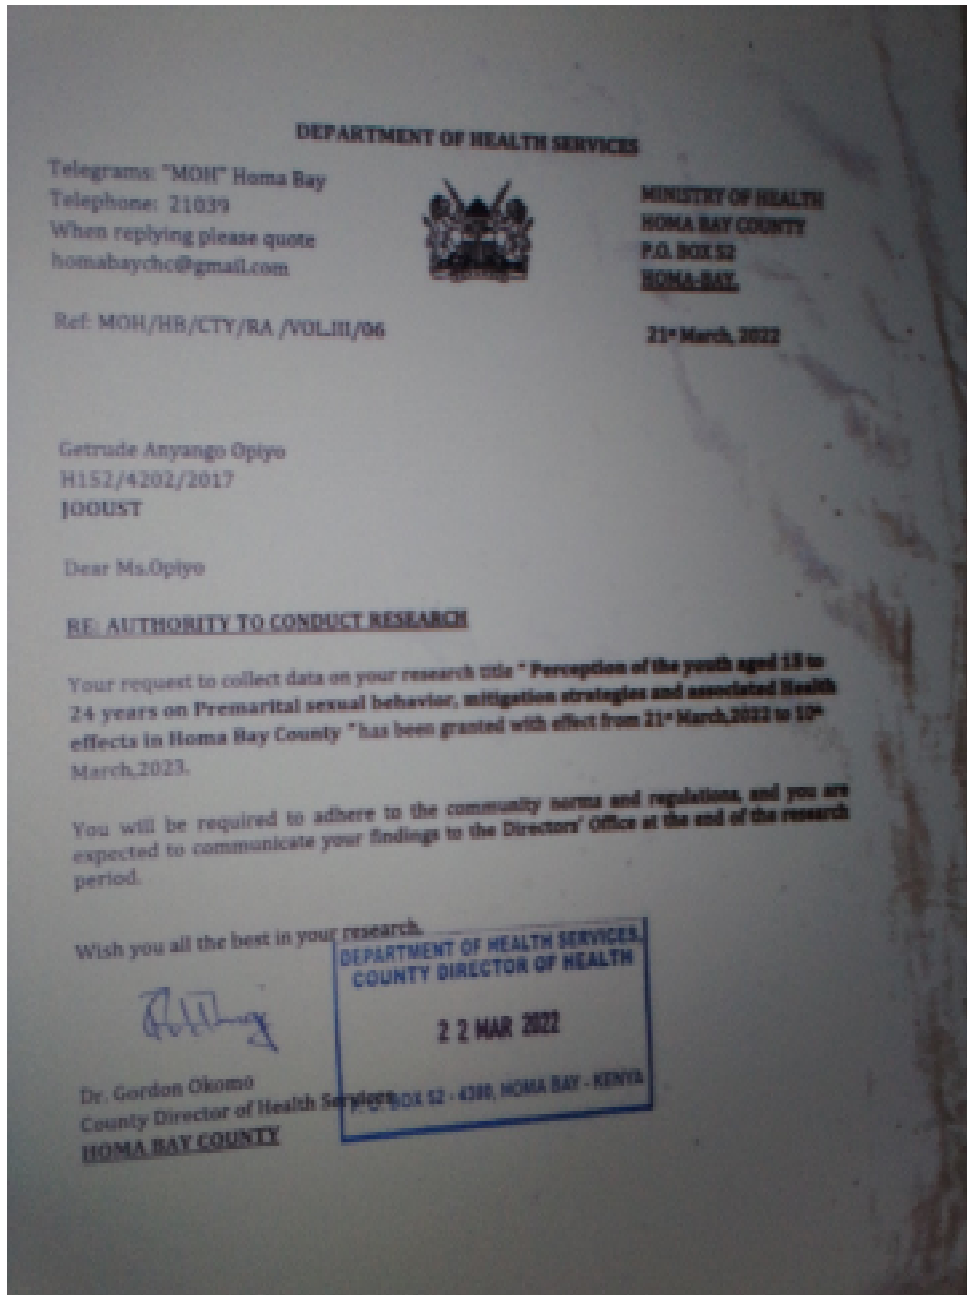 DEPARTMENT OF HEALTH SERVICES
Telegrams: "MOH" Homa Bay
Telephone: 21039
When replying please quote
homabaychc@gmail.com
MINISTRY OF HEALTH
HOMA BAY COUNTY
P.O. BOX 52
HOMA-BAY.
Ref: MOH/HB/CTY/RA /VOL.III/06
21st March, 2022
Getrude Anyango Opiyo
H152/4202/2017
JOOUST
Dear Ms.Opiyo
RE: AUTHORITY TO CONDUCT RESEARCH
Your request to collect data on your research title " Perception of the youth aged 18 to
24 years on Premarital sexual behavior, mitigation strategies and associated Health
effects in Homa Bay County " has been granted with effect from 21st March,2022 to 10th
March,2023.
You will be required to adhere to the community norms and regulations, and you are
expected to communicate your findings to the Directors' Office at the end of the research
period.
Wish you all the best in your research.
DEPARTMENT OF HEALTH SERVICES,
COUNTY DIRECTOR OF HEALTH
22 MAR 2022
P. O. BOX 52 - HOMA BAY - KENYA
Dr. Gordon Okomo
County Director of Health Services
HOMA BAY COUNTY